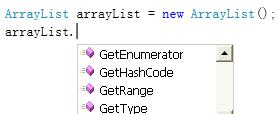 ArrayList arrayList = new ArrayList();
arrayList.
GetEnumerator
GetHashCode
GetRange
GetType